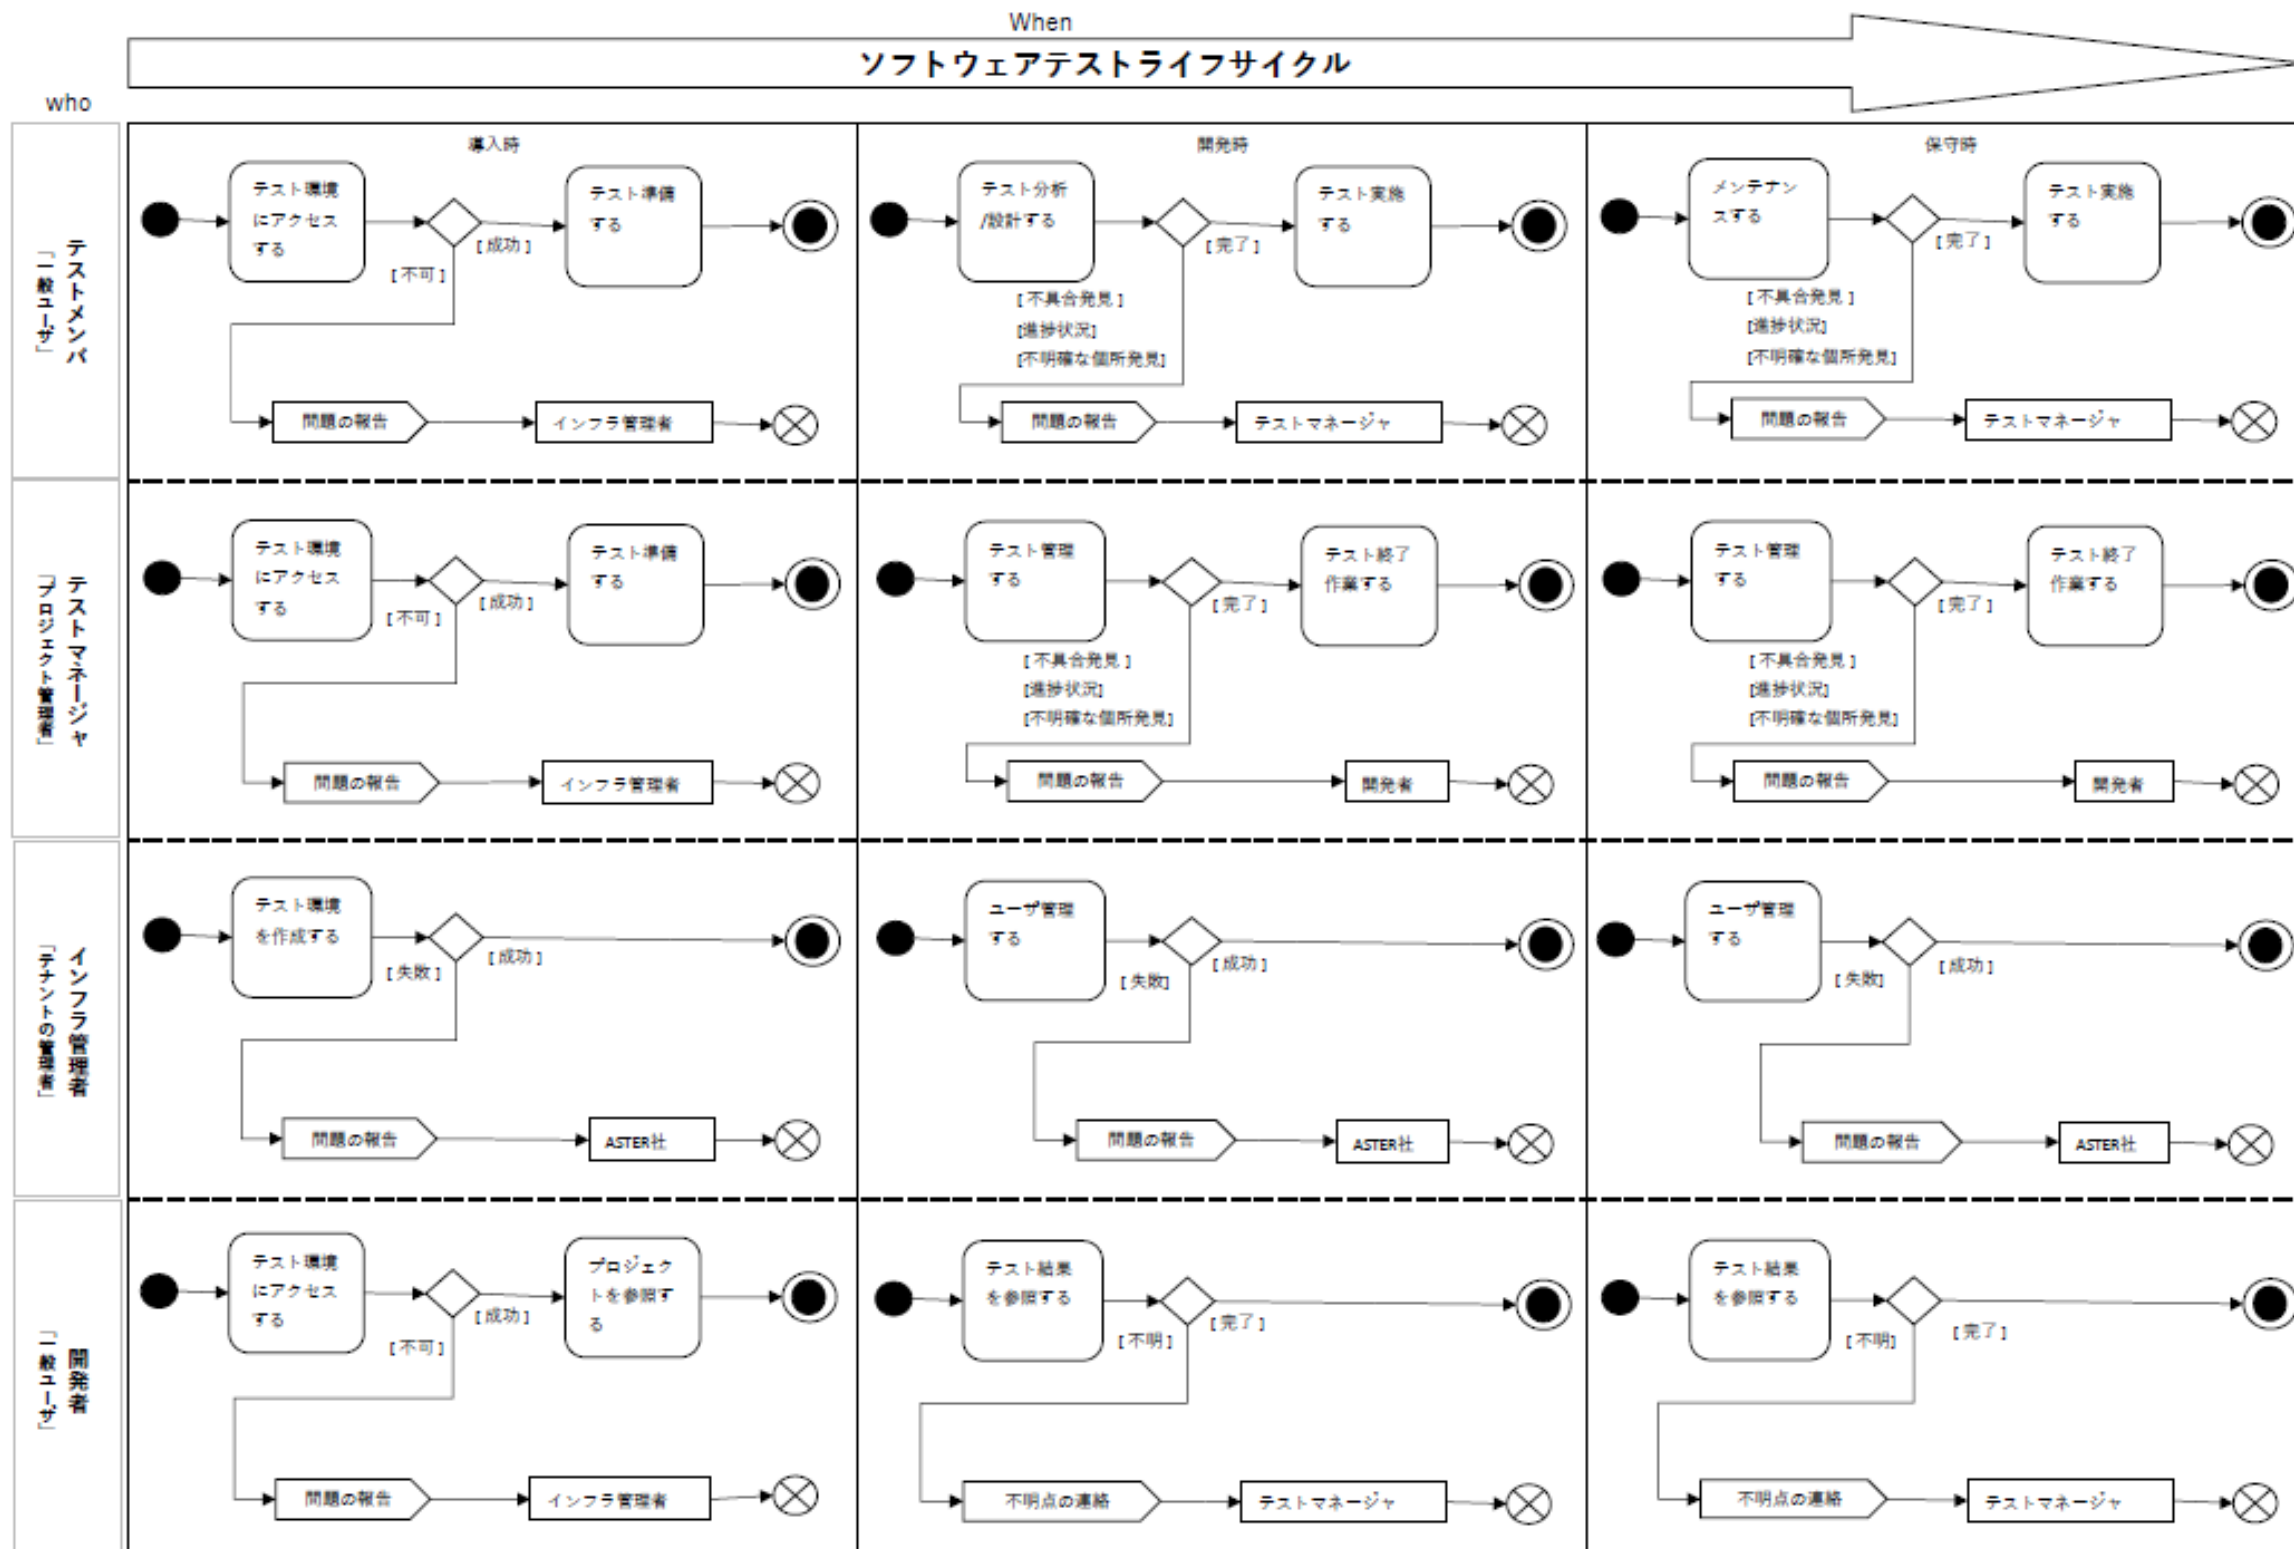 When
ソフトウェアテストライフサイクル
who
テストメンバ
「一般ユーザ」
導入時
テスト環境
にアクセス
する
[成功]
[不可]
テスト準備
する
問題の報告
インフラ管理者
開発時
テスト分析
/設計する
[完了]
[不具合発見]
[進捗状況]
[不明確な個所発見]
テスト実施
する
問題の報告
テストマネージャ
保守時
メンテナン
スする
[完了]
[不具合発見]
[進捗状況]
[不明確な個所発見]
テスト実施
する
問題の報告
テストマネージャ
テストマネージャ
「プロジェクト管理者」
テスト環境
にアクセス
する
[成功]
[不可]
テスト準備
する
問題の報告
インフラ管理者
テスト管理
する
[完了]
[不具合発見]
[進捗状況]
[不明確な個所発見]
テスト終了
作業する
問題の報告
開発者
テスト管理
する
[完了]
[不具合発見]
[進捗状況]
[不明確な個所発見]
テスト終了
作業する
問題の報告
開発者
インフラ管理者
「テナントの管理者」
テスト環境
を作成する
[失敗]
[成功]
問題の報告
ASTER社
ユーザ管理
する
[失敗]
[成功]
問題の報告
ASTER社
ユーザ管理
する
[失敗]
[成功]
問題の報告
ASTER社
開発者
「一般ユーザ」
テスト環境
にアクセス
する
[成功]
[不可]
プロジェク
トを参照す
る
問題の報告
インフラ管理者
テスト結果
を参照する
[不明]
[完了]
不明点の連絡
テストマネージャ
テスト結果
を参照する
[不明]
[完了]
不明点の連絡
テストマネージャ